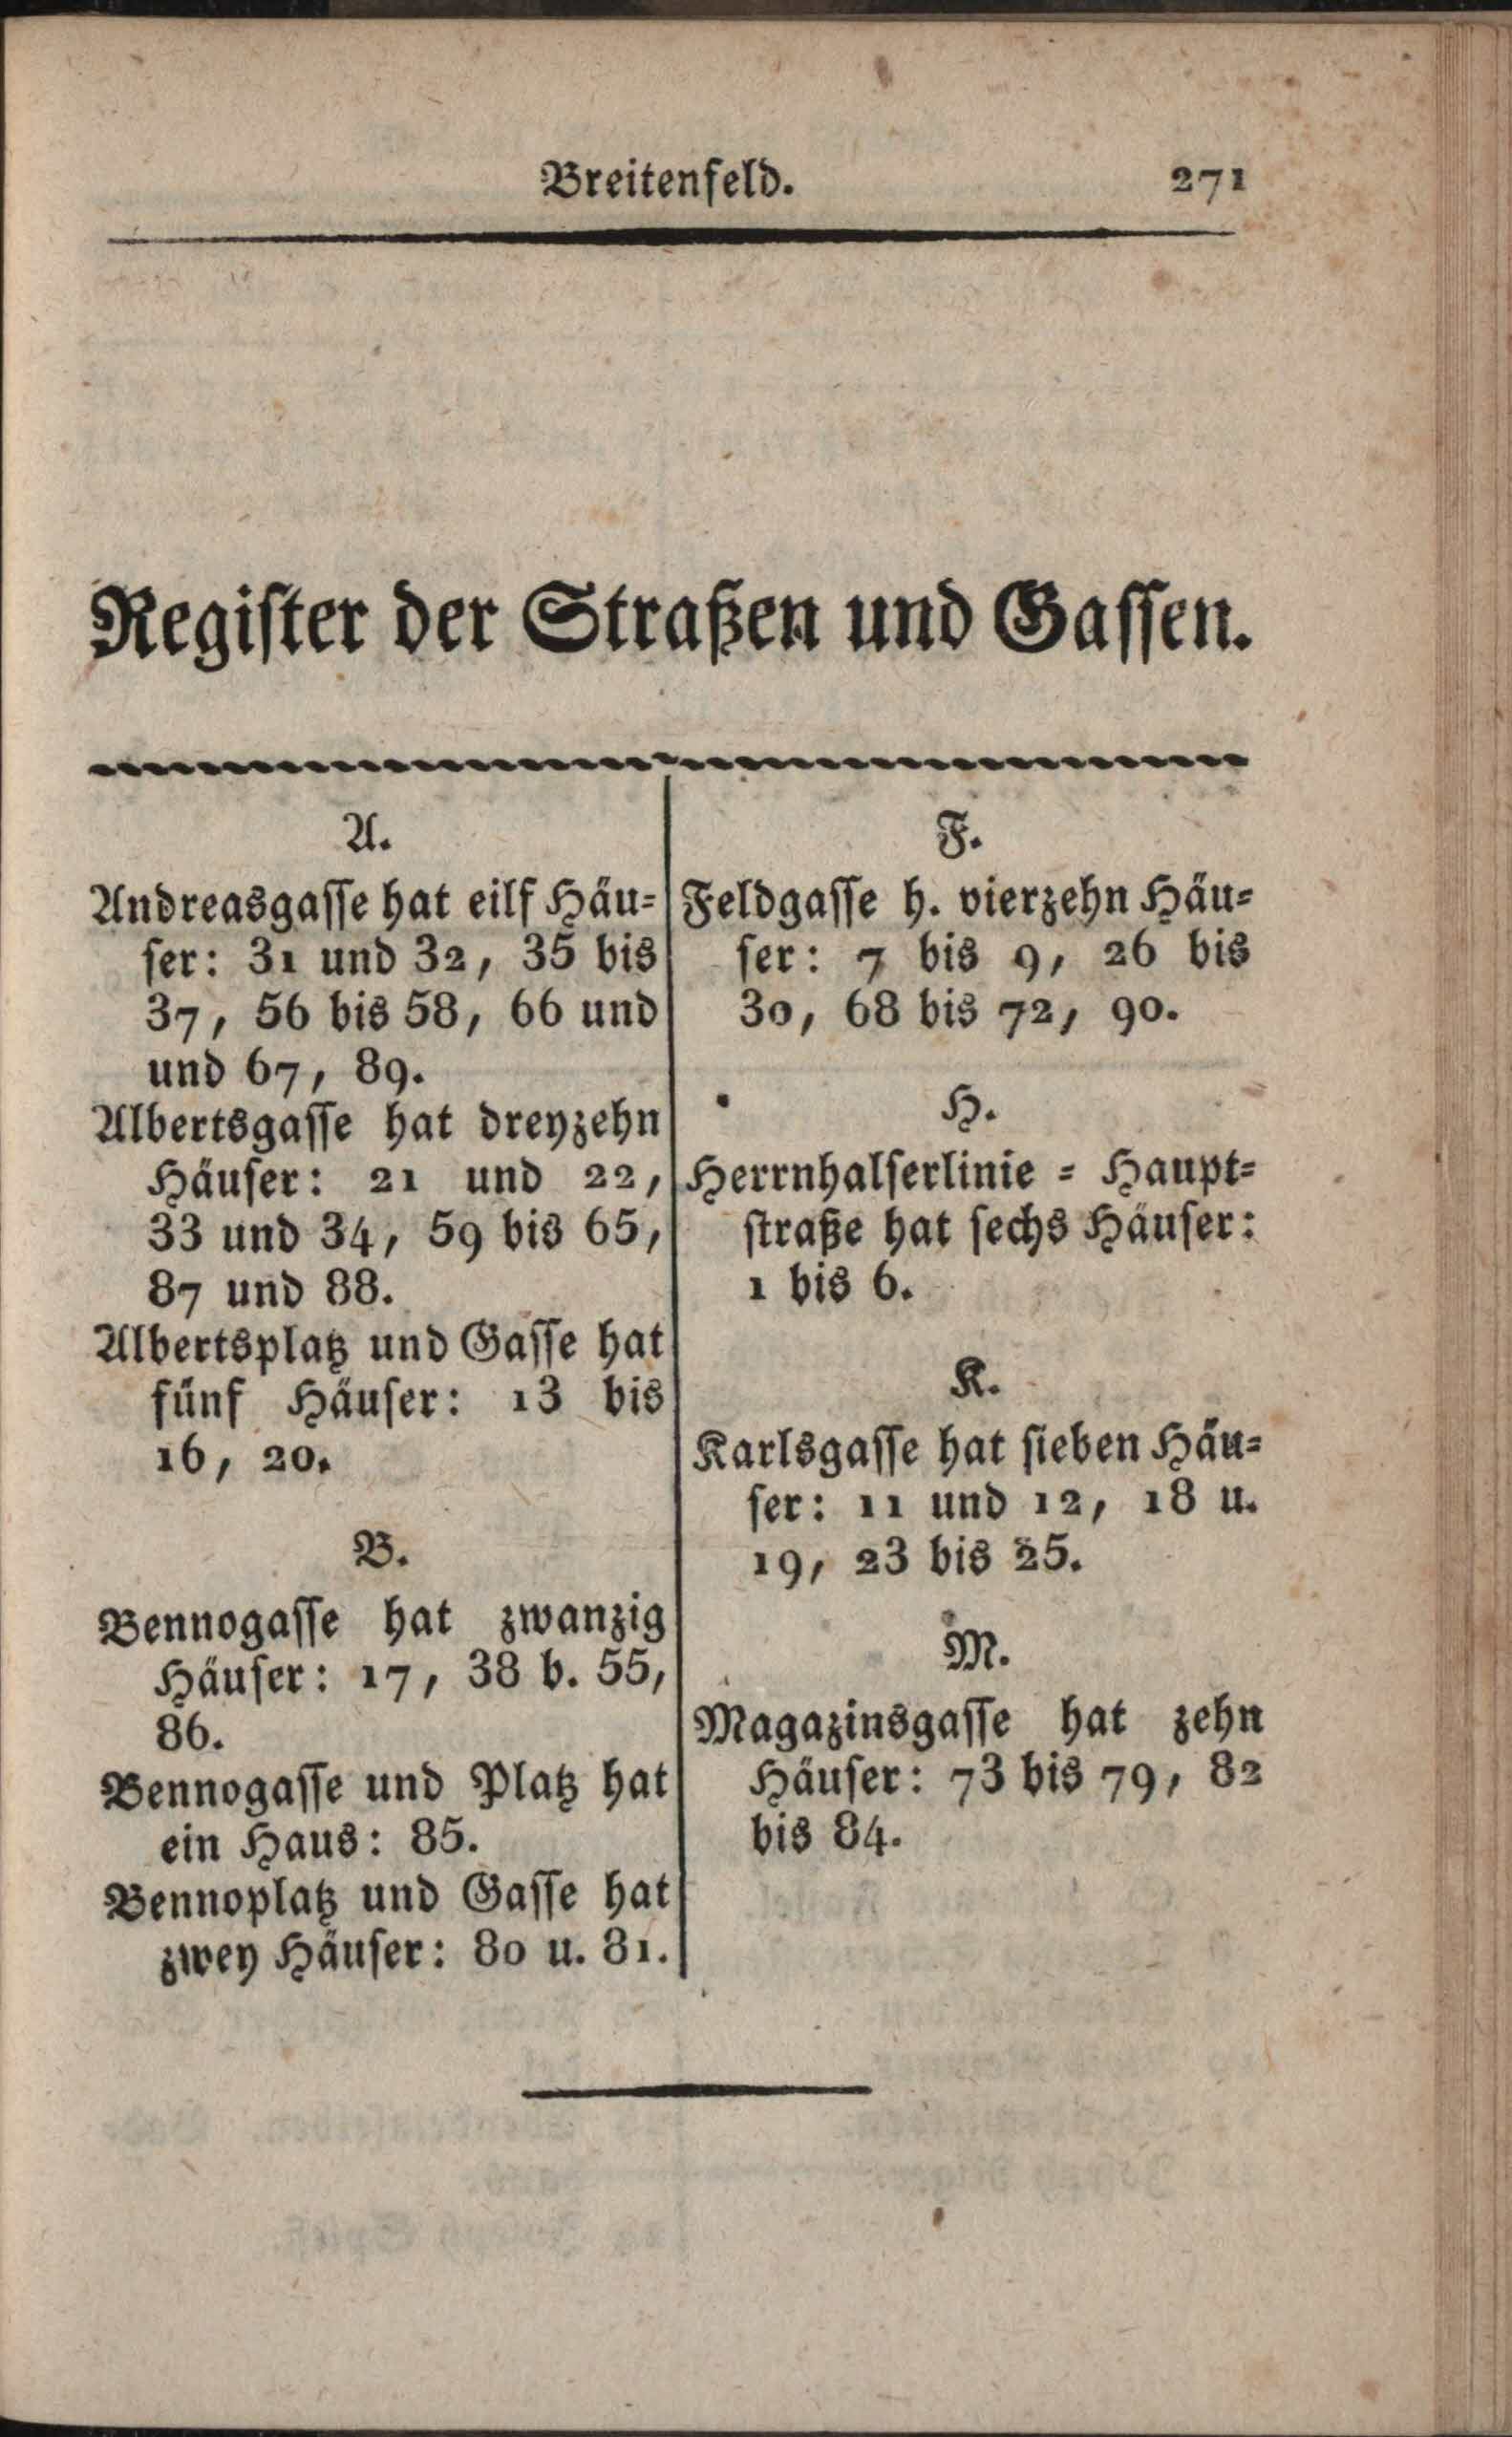 Breitenfeld. 271
Register der Straßen und Gassen.
A.
Andreasgasse hat eilf Häu-
ser: 31 und 32, 35 bis
37, 56 bis 58, 66 und
und 67, 89.
Albertsgasse hat dreyzehn
Häuser: 21 und 22,
33 und 34, 59 bis 65,
87 und 88.
Albertsplatz und Gasse hat
fünf Häuser: 13 bis
16, 20.
B.
Bennogasse hat zwanzig
Häuser: 17, 38 b. 55,
86.
Bennogasse und Platz hat
ein Haus: 85.
Bennoplatz und Gasse hat
zwey Häuser: 80 u. 81.
F.
Feldgasse h. vierzehn Häu-
ser: 7 bis 9, 26 bis
30, 68 bis 72, 90.
H.
Herrnhalserlinie - Haupt-
straße hat sechs Häuser:
1 bis 6.
K.
Karlsgasse hat sieben Häu-
ser: 11 und 12, 18 u.
19, 23 bis 25.
M.
Magazinsgasse hat zehn
Häuser: 73 bis 79, 82
bis 84.